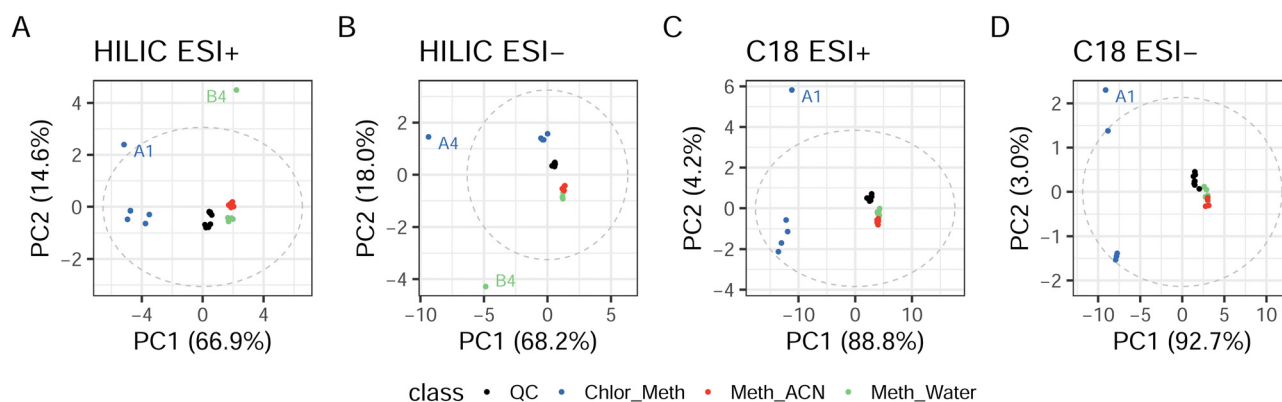 A
HILIC ESI+
PC2 (14.6%)
4
2
0
−2
B4
A1
−4
0
4
PC1 (66.9%)
B
HILIC ESI−
PC2 (18.0%)
2
0
−2
−4
A4
B4
−10
−5
0
5
PC1 (68.2%)
C
C18 ESI+
PC2 (4.2%)
6
4
2
0
−2
−4
A1
−10
0
10
PC1 (88.8%)
D
C18 ESI−
PC2 (3.0%)
2
1
0
−1
−2
A1
−10
−5
0
5
10
PC1 (92.7%)
class QC Chlor_Meth Meth_ACN Meth_Water